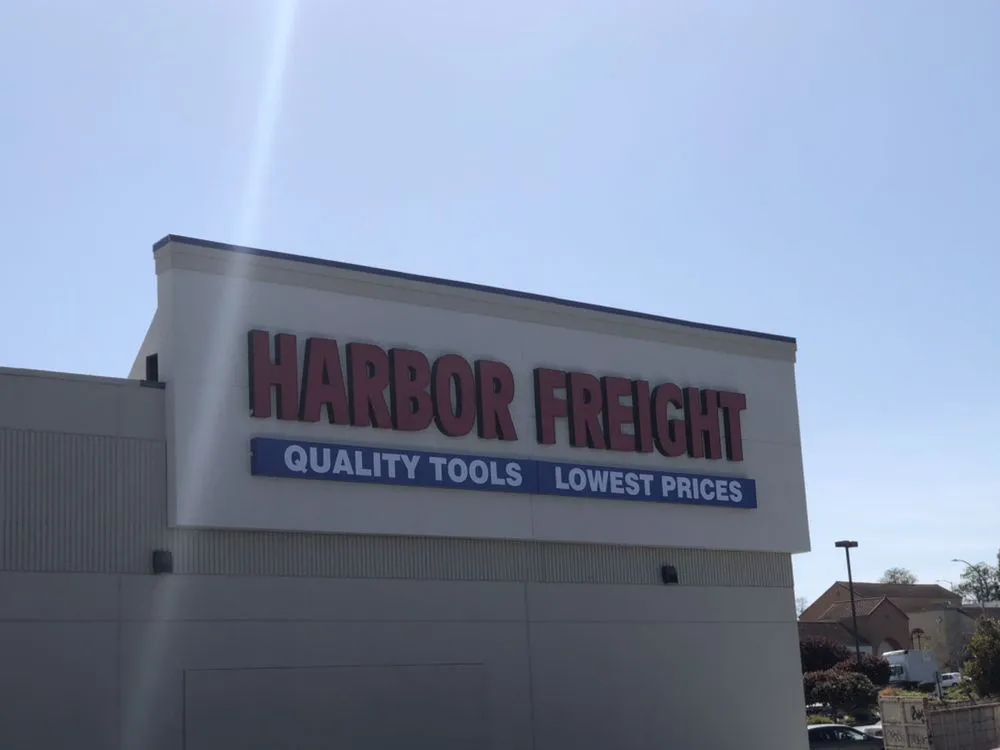 HARBOR FREIGHT
QUALITY TOOLS LOWEST PRICES